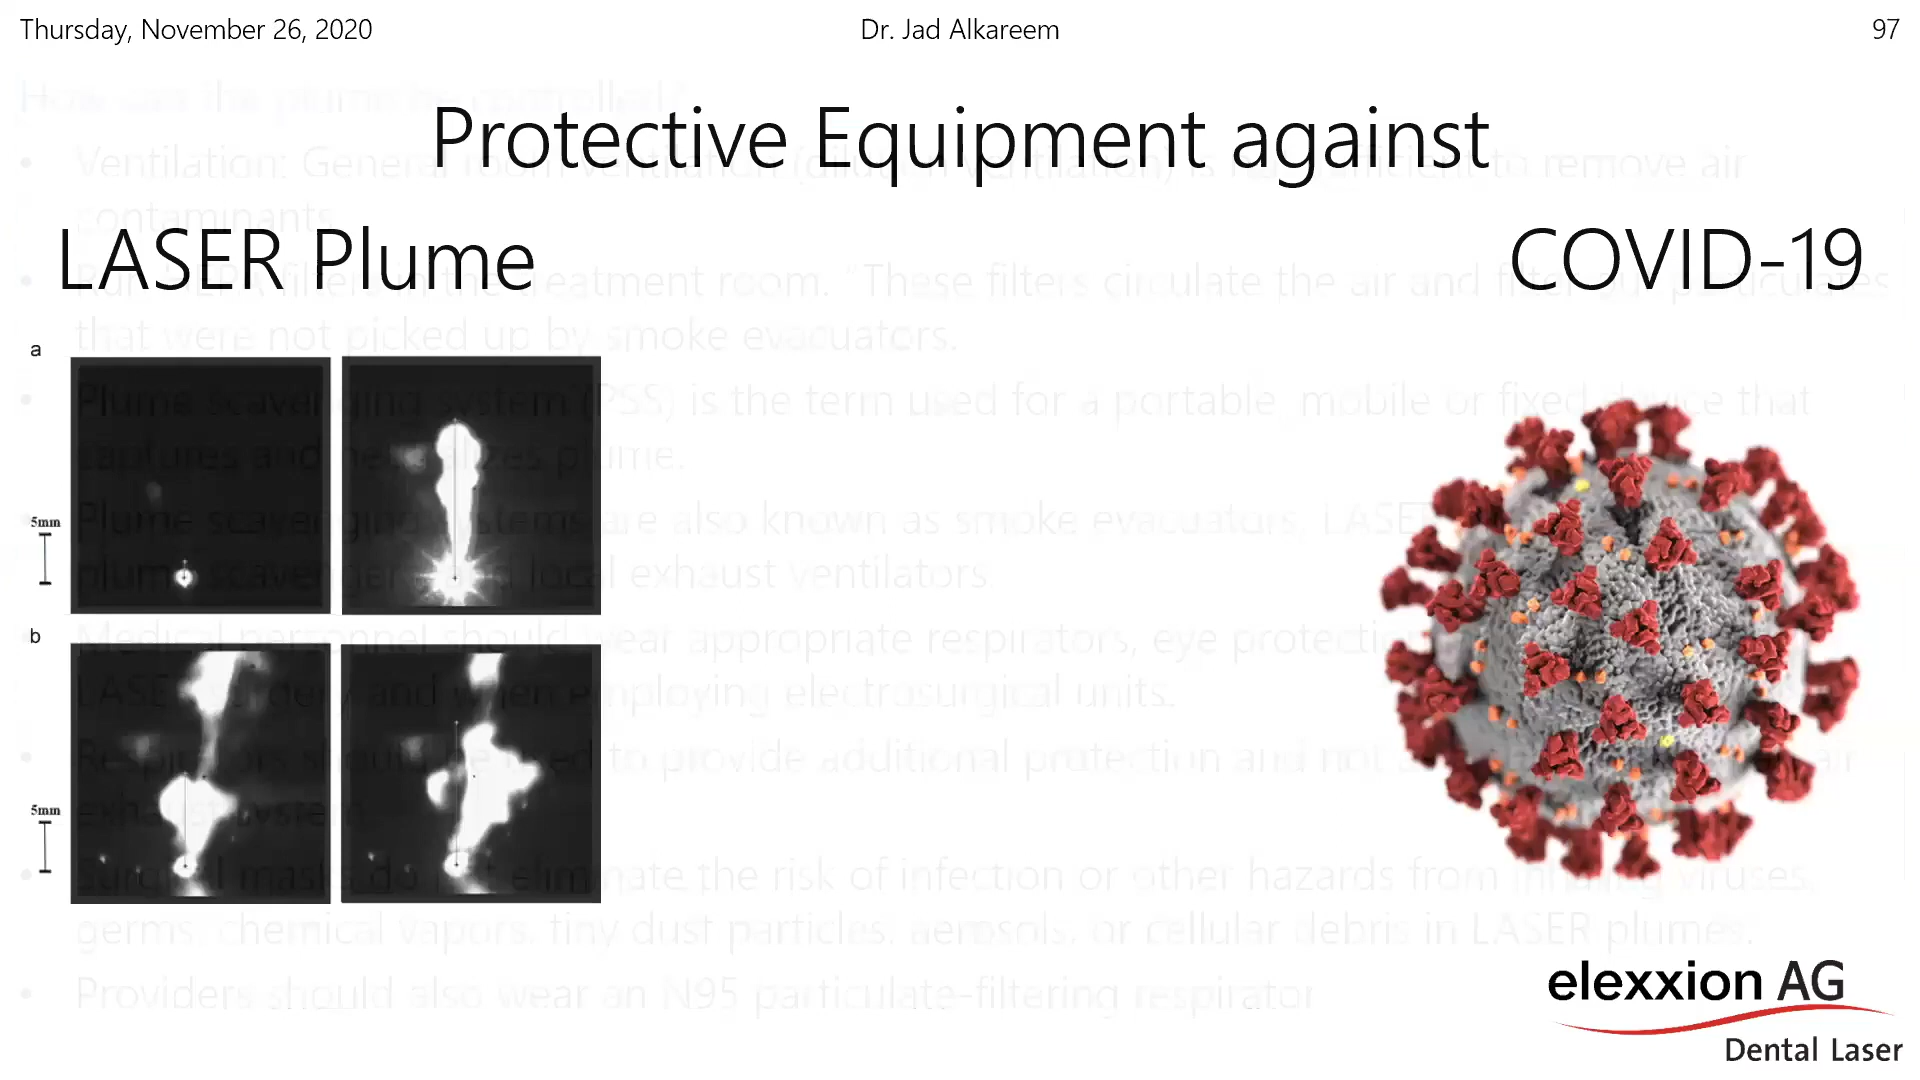 Thursday, November 26, 2020
Dr. Jad Alkareem
97
How can the plume be controlled?
Protective Equipment against
Ventilation: General room ventilation (dilution ventilation) is not sufficient to remove air
contaminants
LASER Plume
COVID-19
Run HEPA filters in the treatment room. "These filters circulate the air and filter out particulates
that were not picked up by smoke evacuators.
a
Plume scavenging system (PSS) is the term used for a portable, mobile or fixed device that
captures and neutralizes plume.
5mm
Plume scavenging systems are also known as smoke evacuators, LASER
plume scavengers local exhaust ventilators
b
Medical personnel should wear appropriate respirators, eye protection
LASER surgery and when employing electrosurgical units.
Respirators should be used to provide additional protection and not
5mm
exhaust system.
Surgical masks do not eliminate the risk of infection or other hazards from inhaling viruses,
germs, chemical vapors, tiny dust particles, aerosols, or cellular debris in LASER plumes.
Providers should also wear an N95 particulate-filtering respirator
elexxion AG
Dental Laser